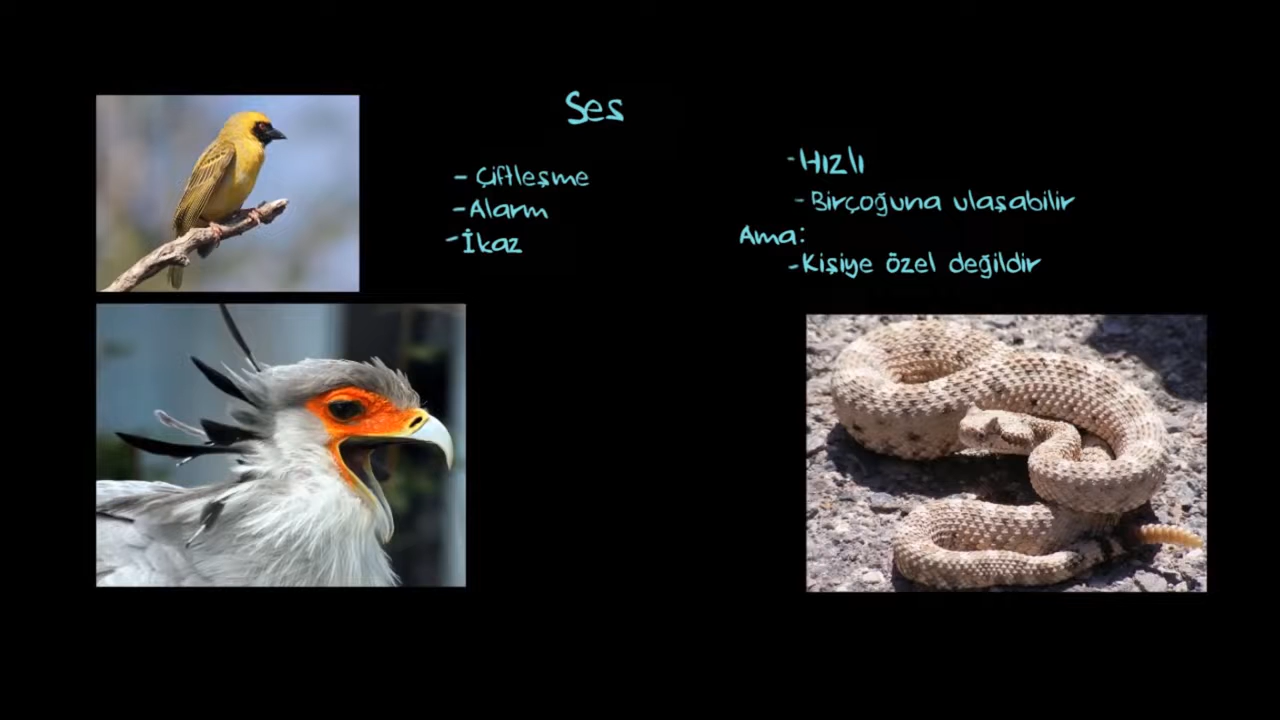 Ses
- Çiftleşme
- Alarm
- İkaz
- Hızlı
- Birçoğuna ulaşabilir
Ama:
- Kişiye özel değildir